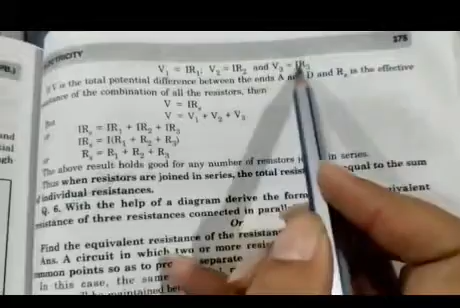 ELECTRICITY 375
V₁ = IR₁; V₂ = IR₂ and V₃ = IR₃
If V is the total potential difference between the ends A and D and Rₛ is the effective
of the combination of all the resistors, then
V = IRₛ
But V = V₁ + V₂ + V₃
or IRₛ = IR₁ + IR₂ + IR₃
IRₛ = I(R₁ + R₂ + R₃)
or Rₛ = R₁ + R₂ + R₃
The above result holds good for any number of resistors in series.
Thus when resistors are joined in series, the total equal to the sum
of individual resistances.
Q. 6. With the help of a diagram derive the
of three resistances connected in
Or
Find the equivalent resistance of the
Ans. A circuit in which two or more
common points so as to separate
In this case, the same
be maintained
and